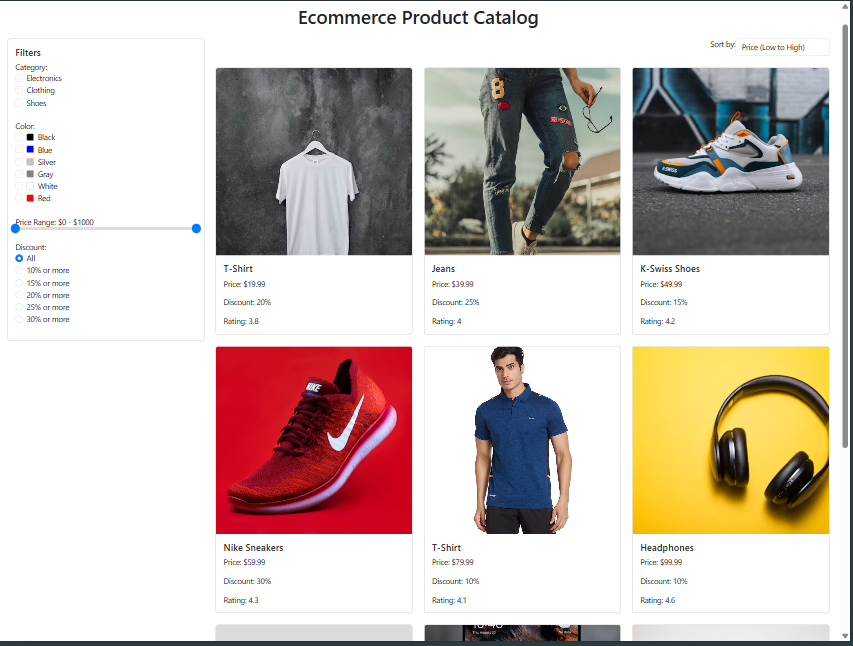 Ecommerce Product Catalog
Sort by: Price (Low to High)
Filters
Category:
Electronics
Clothing
Shoes
Color:
Black
Blue
Silver
Gray
White
Red
Price Range: $0 - $1000
Discount:
All
10% or more
15% or more
20% or more
25% or more
30% or more
T-Shirt
Price: $19.99
Discount: 20%
Rating: 3.8
Jeans
Price: $39.99
Discount: 25%
Rating: 4
K-SWISS
K-Swiss Shoes
Price: $49.99
Discount: 15%
Rating: 4.2
NIKE
Nike Sneakers
Price: $59.99
Discount: 30%
Rating: 4.3
T-Shirt
Price: $79.99
Discount: 10%
Rating: 4.1
Headphones
Price: $99.99
Discount: 10%
Rating: 4.6